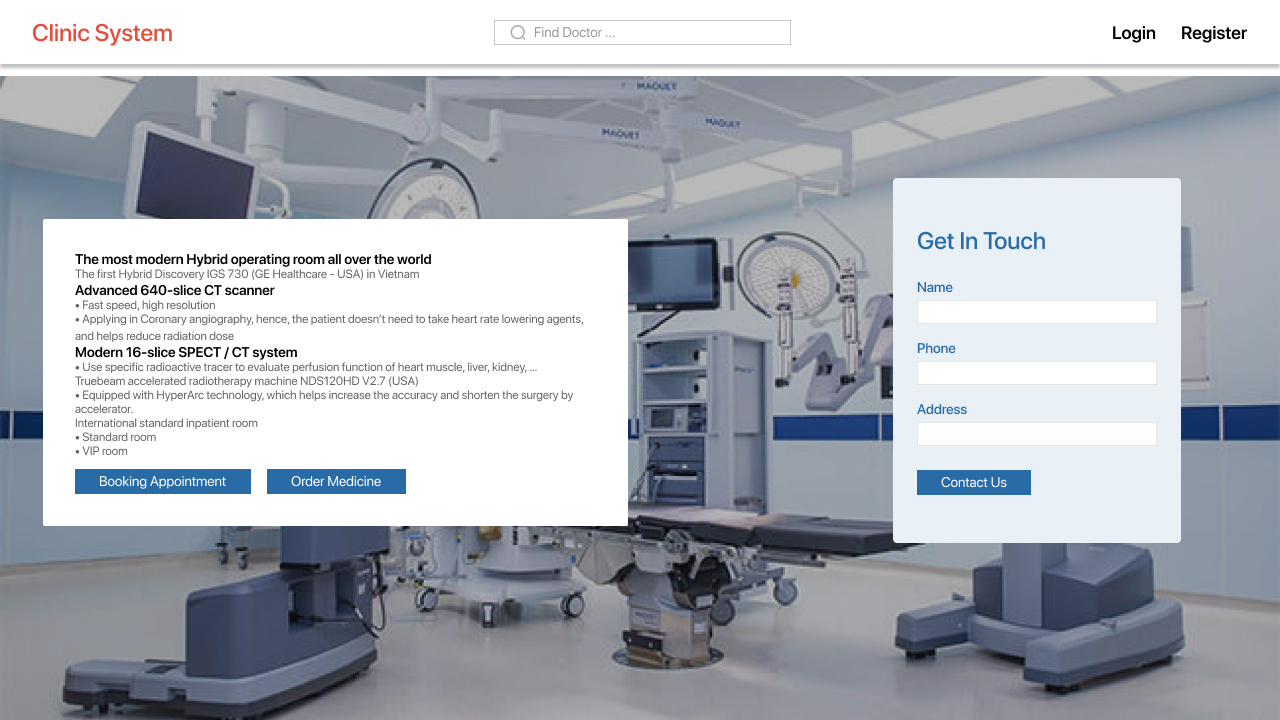 Clinic System
Find Doctor ...
Login
Register
MAQUET
MAQUET
MAQUET
The most modern Hybrid operating room all over the world
The first Hybrid Discovery IGS 730 (GE Healthcare - USA) in Vietnam
Advanced 640-slice CT scanner
• Fast speed, high resolution
• Applying in Coronary angiography, hence, the patient doesn’t need to take heart rate lowering agents,
and helps reduce radiation dose
Modern 16-slice SPECT / CT system
• Use specific radioactive tracer to evaluate perfusion function of heart muscle, liver, kidney, ...
Truebeam accelerated radiotherapy machine NDS120HD V2.7 (USA)
• Equipped with HyperArc technology, which helps increase the accuracy and shorten the surgery by
accelerator.
International standard inpatient room
• Standard room
• VIP room
Booking Appointment
Order Medicine
Get In Touch
Name
Phone
Address
Contact Us